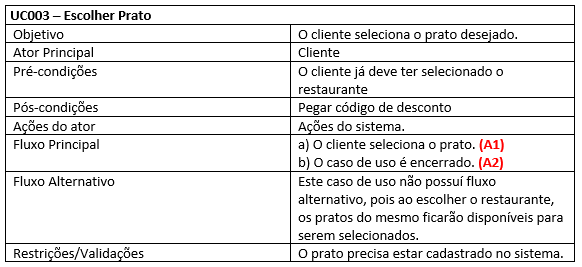 UC003 – Escolher Prato
Objetivo O cliente seleciona o prato desejado.
Ator Principal Cliente
Pré-condições O cliente já deve ter selecionado o
restaurante
Pós-condições Pegar código de desconto
Ações do ator Ações do sistema.
Fluxo Principal a) O cliente seleciona o prato. (A1)
b) O caso de uso é encerrado. (A2)
Fluxo Alternativo Este caso de uso não possuí fluxo
alternativo, pois ao escolher o restaurante,
os pratos do mesmo ficarão disponíveis para
serem selecionados.
Restrições/Validações O prato precisa estar cadastrado no sistema.